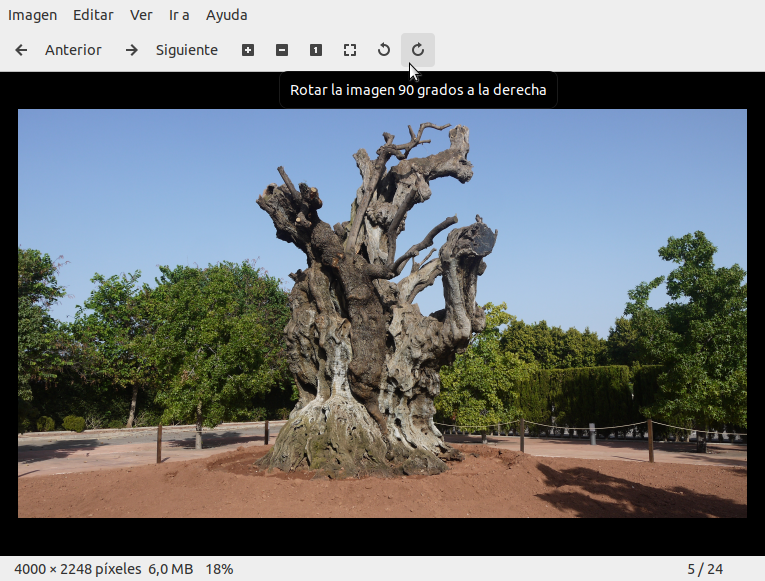 Imagen Editar Ver Ir a Ayuda
Anterior Siguiente 1
Rotar la imagen 90 grados a la derecha
4000 × 2248 píxeles 6,0 MB 18% 5 / 24